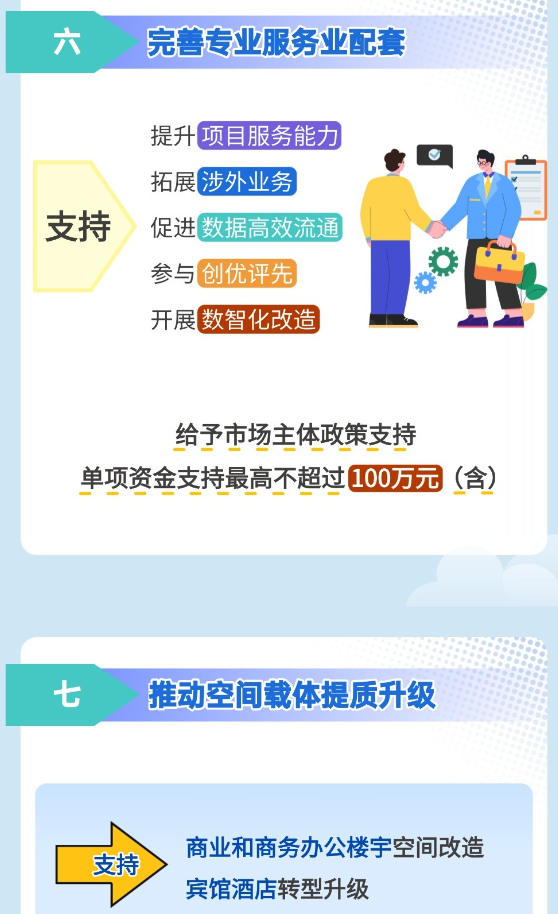 六 完善专业服务业配套
提升项目服务能力
拓展涉外业务
支持 促进数据高效流通
参与创优评先
开展数智化改造
给予市场主体政策支持
单项资金支持最高不超过100万元（含）
七 推动空间载体提质升级
支持 商业和商务办公楼宇空间改造
宾馆酒店转型升级